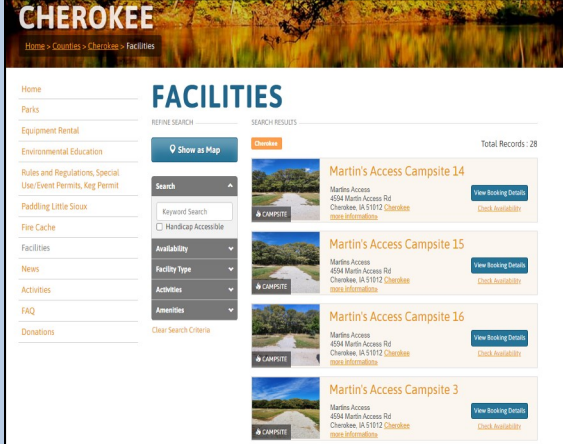 CHEROKEE
Home > Counties > Cherokee > Facilities
Home
Parks
Equipment Rental
Environmental Education
Rules and Regulations, Special
Use/Event Permits, Keg Permit
Paddling Little Sioux
Fire Cache
Facilities
News
Activities
FAQ
Donations
FACILITIES
REFINE SEARCH
Show as Map
Search
Keyword Search
Handicap Accessible
Availability
Facility Type
Activities
Amenities
Clear Search Criteria
SEARCH RESULTS
Cherokee
Total Records : 28
Martin's Access Campsite 14
Martins Access
4594 Martin Access Rd
Cherokee, IA 51012 Cherokee
more information»
CAMPSITE
View Booking Details
Check Availability
Martin's Access Campsite 15
Martins Access
4594 Martin Access Rd
Cherokee, IA 51012 Cherokee
more information»
CAMPSITE
View Booking Details
Check Availability
Martin's Access Campsite 16
Martins Access
4594 Martin Access Rd
Cherokee, IA 51012 Cherokee
more information»
CAMPSITE
View Booking Details
Check Availability
Martin's Access Campsite 3
Martins Access
4594 Martin Access Rd
Cherokee, IA 51012 Cherokee
more information»
CAMPSITE
View Booking Details
Check Availability